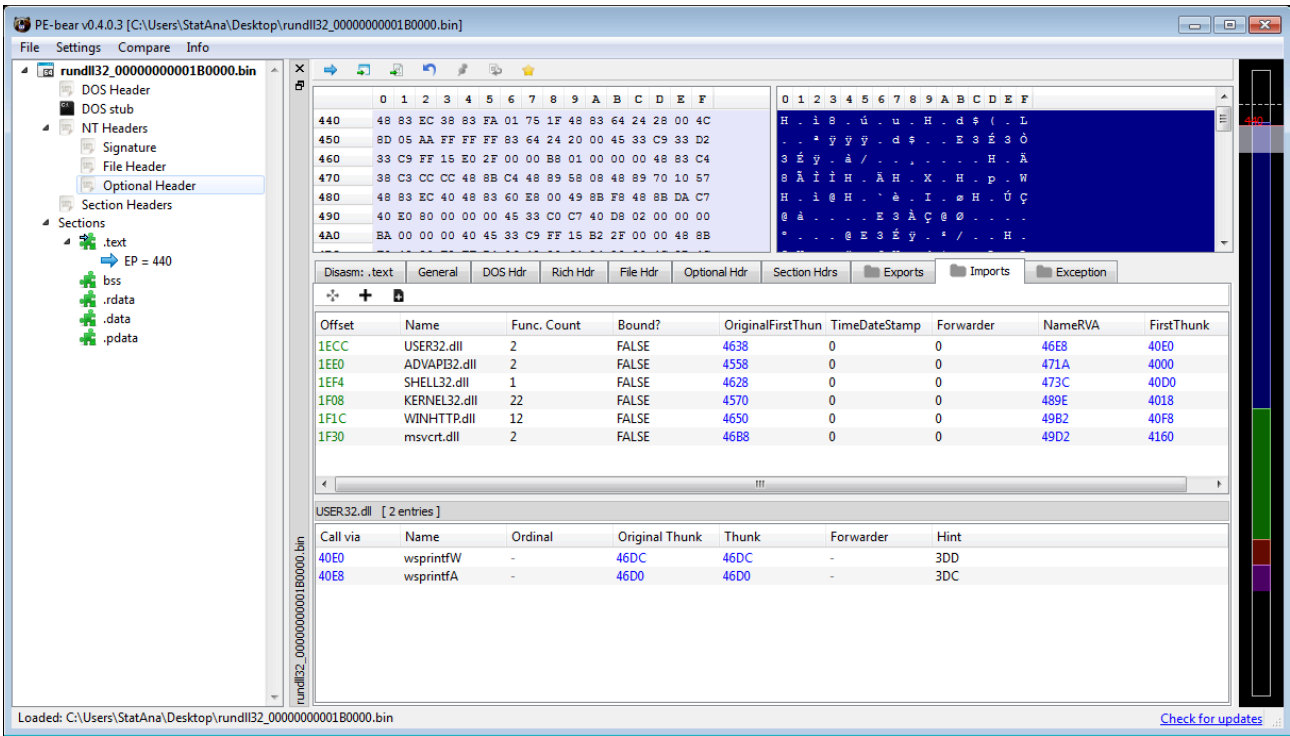 PE-bear v0.4.0.3 [C:\Users\StatAna\Desktop\rundll32_00000000001B0000.bin]
File Settings Compare Info
rundll32_00000000001B0000.bin
DOS Header
DOS stub
NT Headers
Signature
File Header
Optional Header
Section Headers
Sections
.text
EP = 440
bss
.rdata
.data
.pdata
rundll32_00000000001B0000.bin
0 1 2 3 4 5 6 7 8 9 A B C D E F
440 48 83 EC 38 83 FA 01 75 1F 48 83 64 24 28 00 4C
450 8D 05 AA FF FF FF 83 64 24 20 00 45 33 C9 33 D2
460 33 C9 FF 15 E0 2F 00 00 B8 01 00 00 00 48 83 C4
470 38 C3 CC CC 48 8B C4 48 89 58 08 48 89 70 10 57
480 48 83 EC 40 48 83 60 E8 00 49 8B F8 48 8B DA C7
490 40 E0 80 00 00 00 45 33 C0 C7 40 D8 02 00 00 00
4A0 BA 00 00 00 40 45 33 C9 FF 15 B2 2F 00 00 48 8B
0 1 2 3 4 5 6 7 8 9 A B C D E F
H . ì 8 . ú . u . H . d $ ( . L
. . ª ÿ ÿ ÿ . d $ . . E 3 É 3 Ò
3 É ÿ . à / . . ¸ . . . . H . Ä
8 Ã Ì Ì H . Ä H . X . H . p . W
H . ì @ H . ` è . I . ø H . Ú Ç
@ à . . . . E 3 À Ç @ Ø . . . .
º . . . @ E 3 É ÿ . ² / . . H .
440
Disasm: .text General DOS Hdr Rich Hdr File Hdr Optional Hdr Section Hdrs Exports Imports Exception
Offset Name Func. Count Bound? OriginalFirstThun TimeDateStamp Forwarder NameRVA FirstThunk
1ECC USER32.dll 2 FALSE 4638 0 0 46E8 40E0
1EE0 ADVAPI32.dll 2 FALSE 4558 0 0 471A 4000
1EF4 SHELL32.dll 1 FALSE 4628 0 0 473C 40D0
1F08 KERNEL32.dll 22 FALSE 4570 0 0 489E 4018
1F1C WINHTTP.dll 12 FALSE 4650 0 0 49B2 40F8
1F30 msvcrt.dll 2 FALSE 46B8 0 0 49D2 4160
USER32.dll [ 2 entries ]
Call via Name Ordinal Original Thunk Thunk Forwarder Hint
40E0 wsprintfW - 46DC 46DC - 3DD
40E8 wsprintfA - 46D0 46D0 - 3DC
Loaded: C:\Users\StatAna\Desktop\rundll32_00000000001B0000.bin
Check for updates